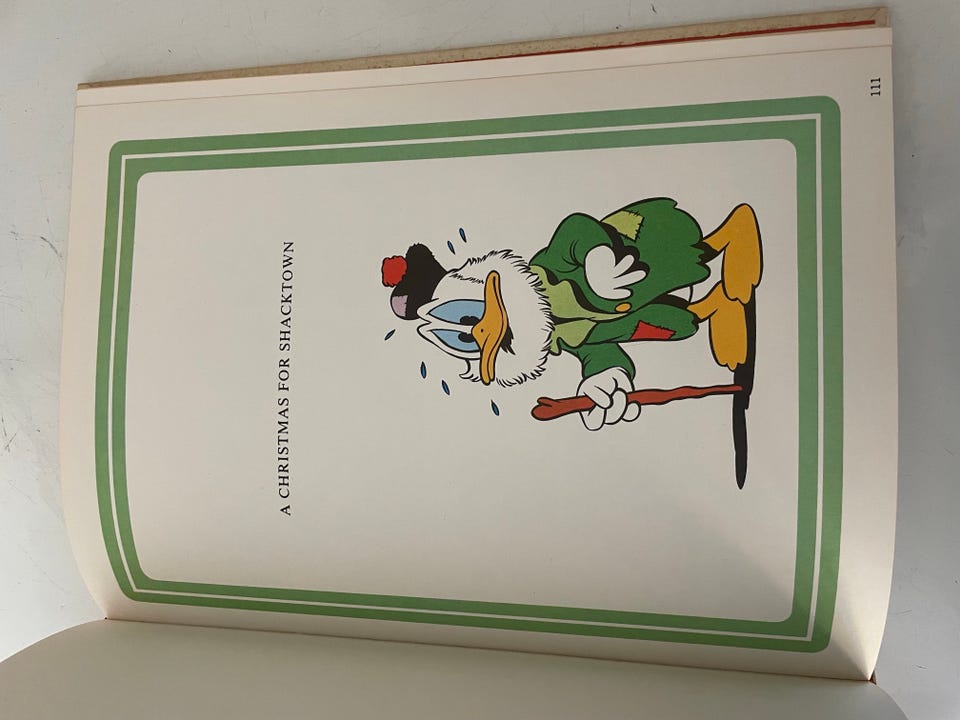 A CHRISTMAS FOR SHACKTOWN
111